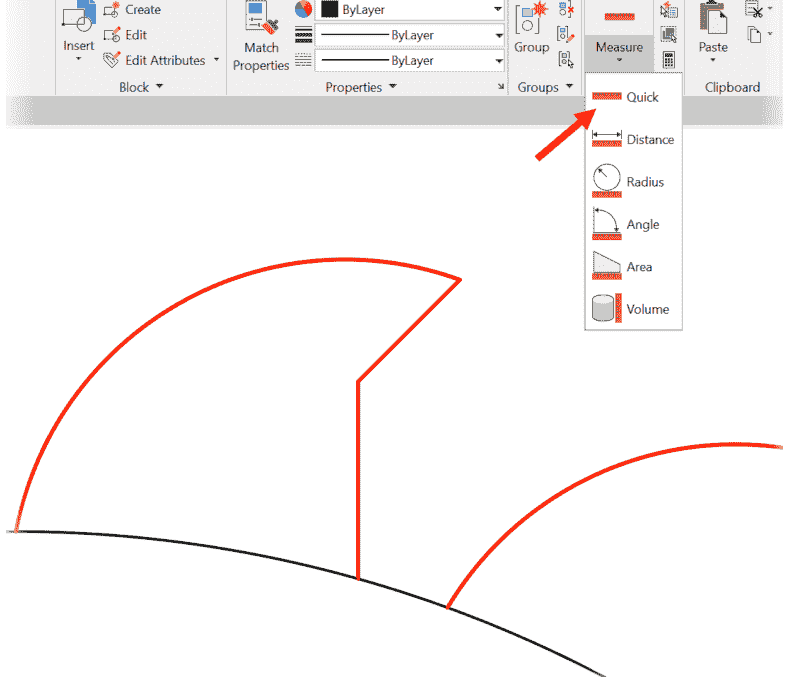 Insert
Create
Edit
Edit Attributes
Block
Match
Properties
ByLayer
ByLayer
ByLayer
Properties
Group
Groups
Measure
Paste
Clipboard
Quick
Distance
Radius
Angle
Area
Volume